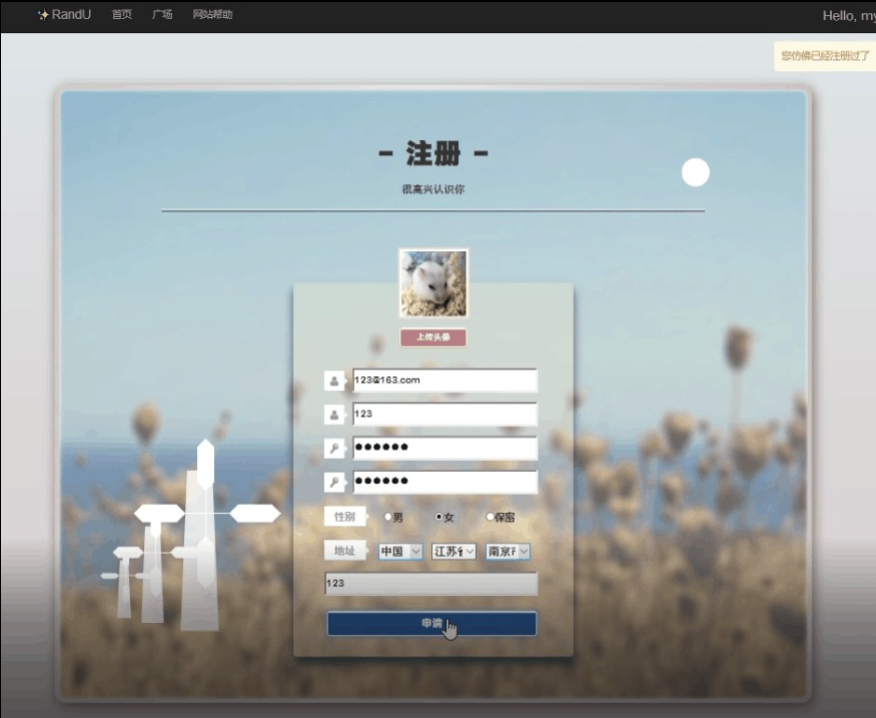 RandU 首页 广场 网站帮助 Hello, my
您仿佛已经注册过了
- 注册 -
很高兴认识你
上传头像
123@163.com
123
●●●●●●
●●●●●●
性别 男 女 保密
地址 中国 江苏省 南京市
123
申请